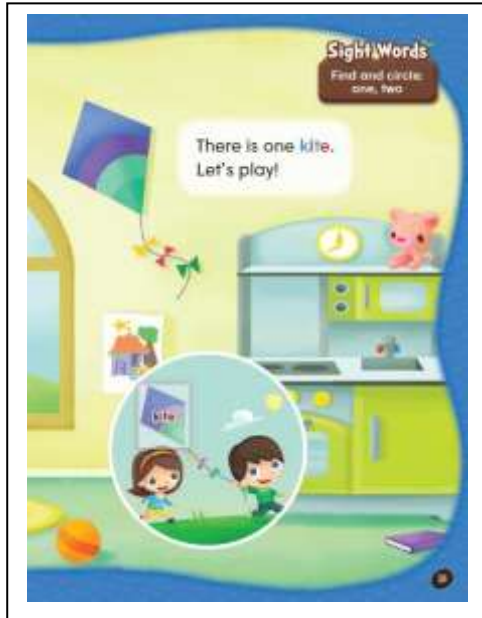 Sight Words
Find and circle:
one, two
There is one kite.
Let's play!
kite